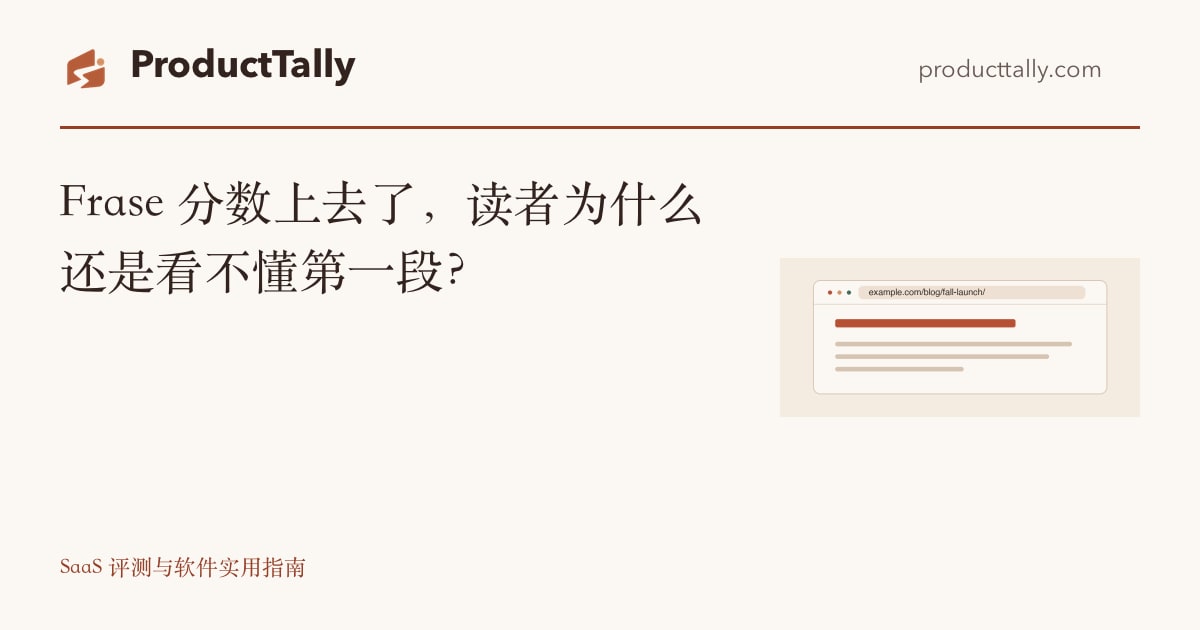 ProductTally
producttally.com
Frase 分数上去了，读者为什么
还是看不懂第一段？
example.com/blog/fall-launch/
SaaS 评测与软件实用指南